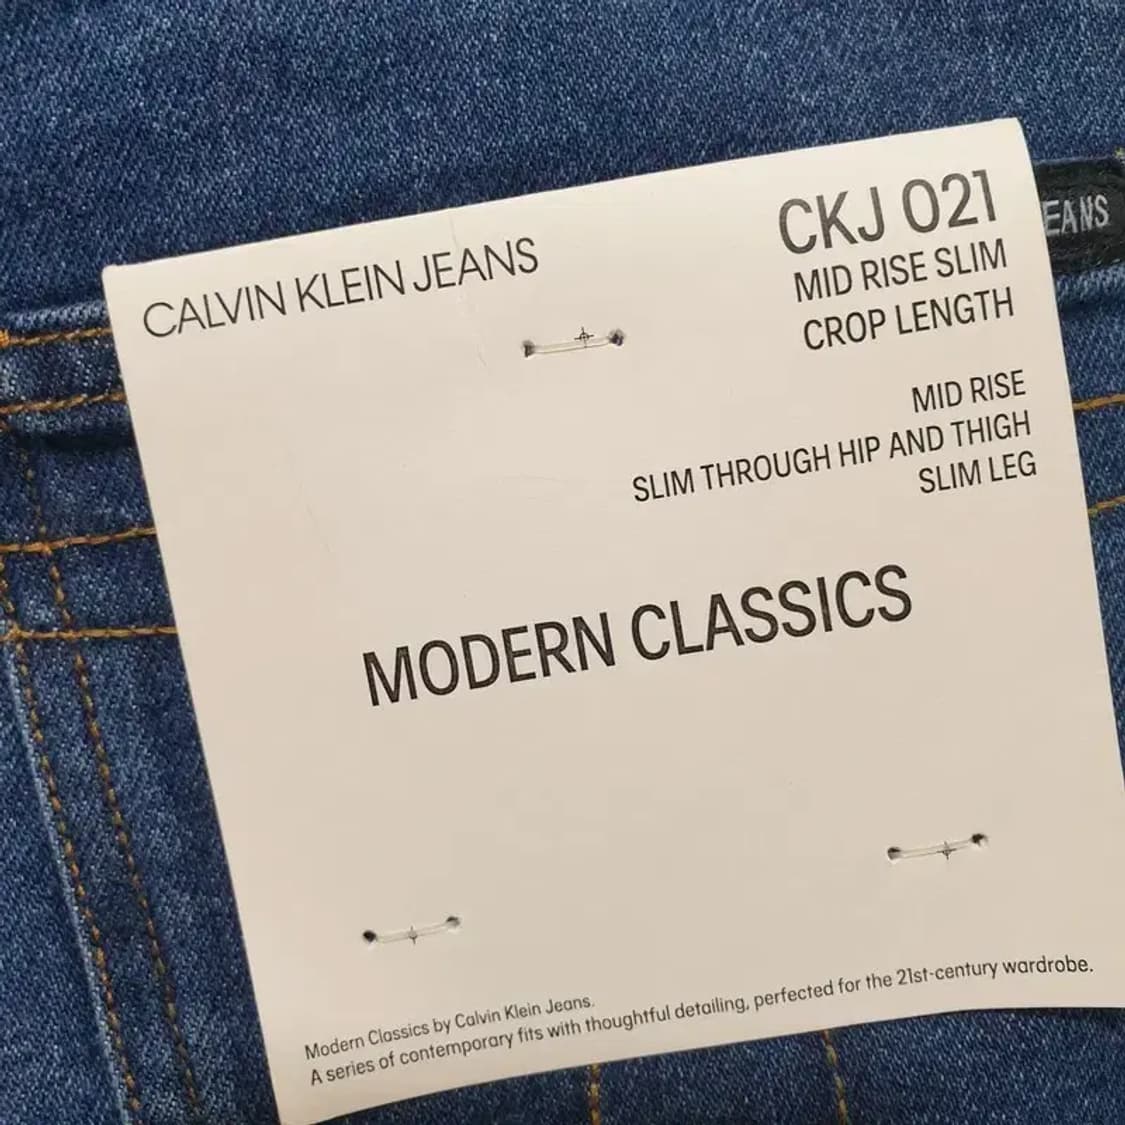 CALVIN KLEIN JEANS
CKJ 021
MID RISE SLIM
CROP LENGTH
EANS
MID RISE
SLIM THROUGH HIP AND THIGH
SLIM LEG
MODERN CLASSICS
Modern Classics by Calvin Klein Jeans.
A series of contemporary fits with thoughtful detailing, perfected for the 21st-century wardrobe.